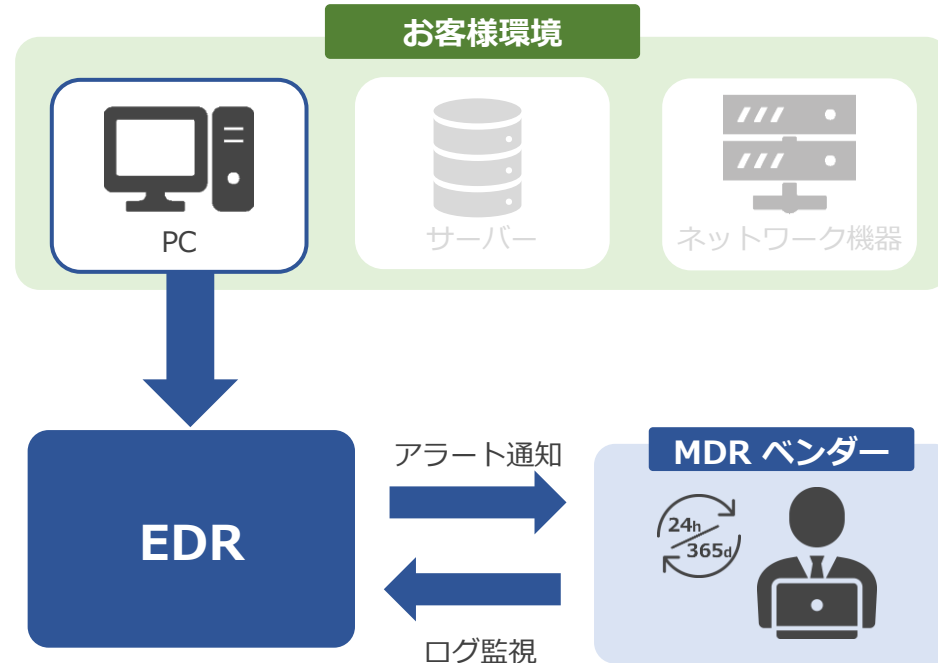 お客様環境
PC
サーバー
ネットワーク機器
アラート通知
MDR ベンダー
EDR
24h
365d
ログ監視